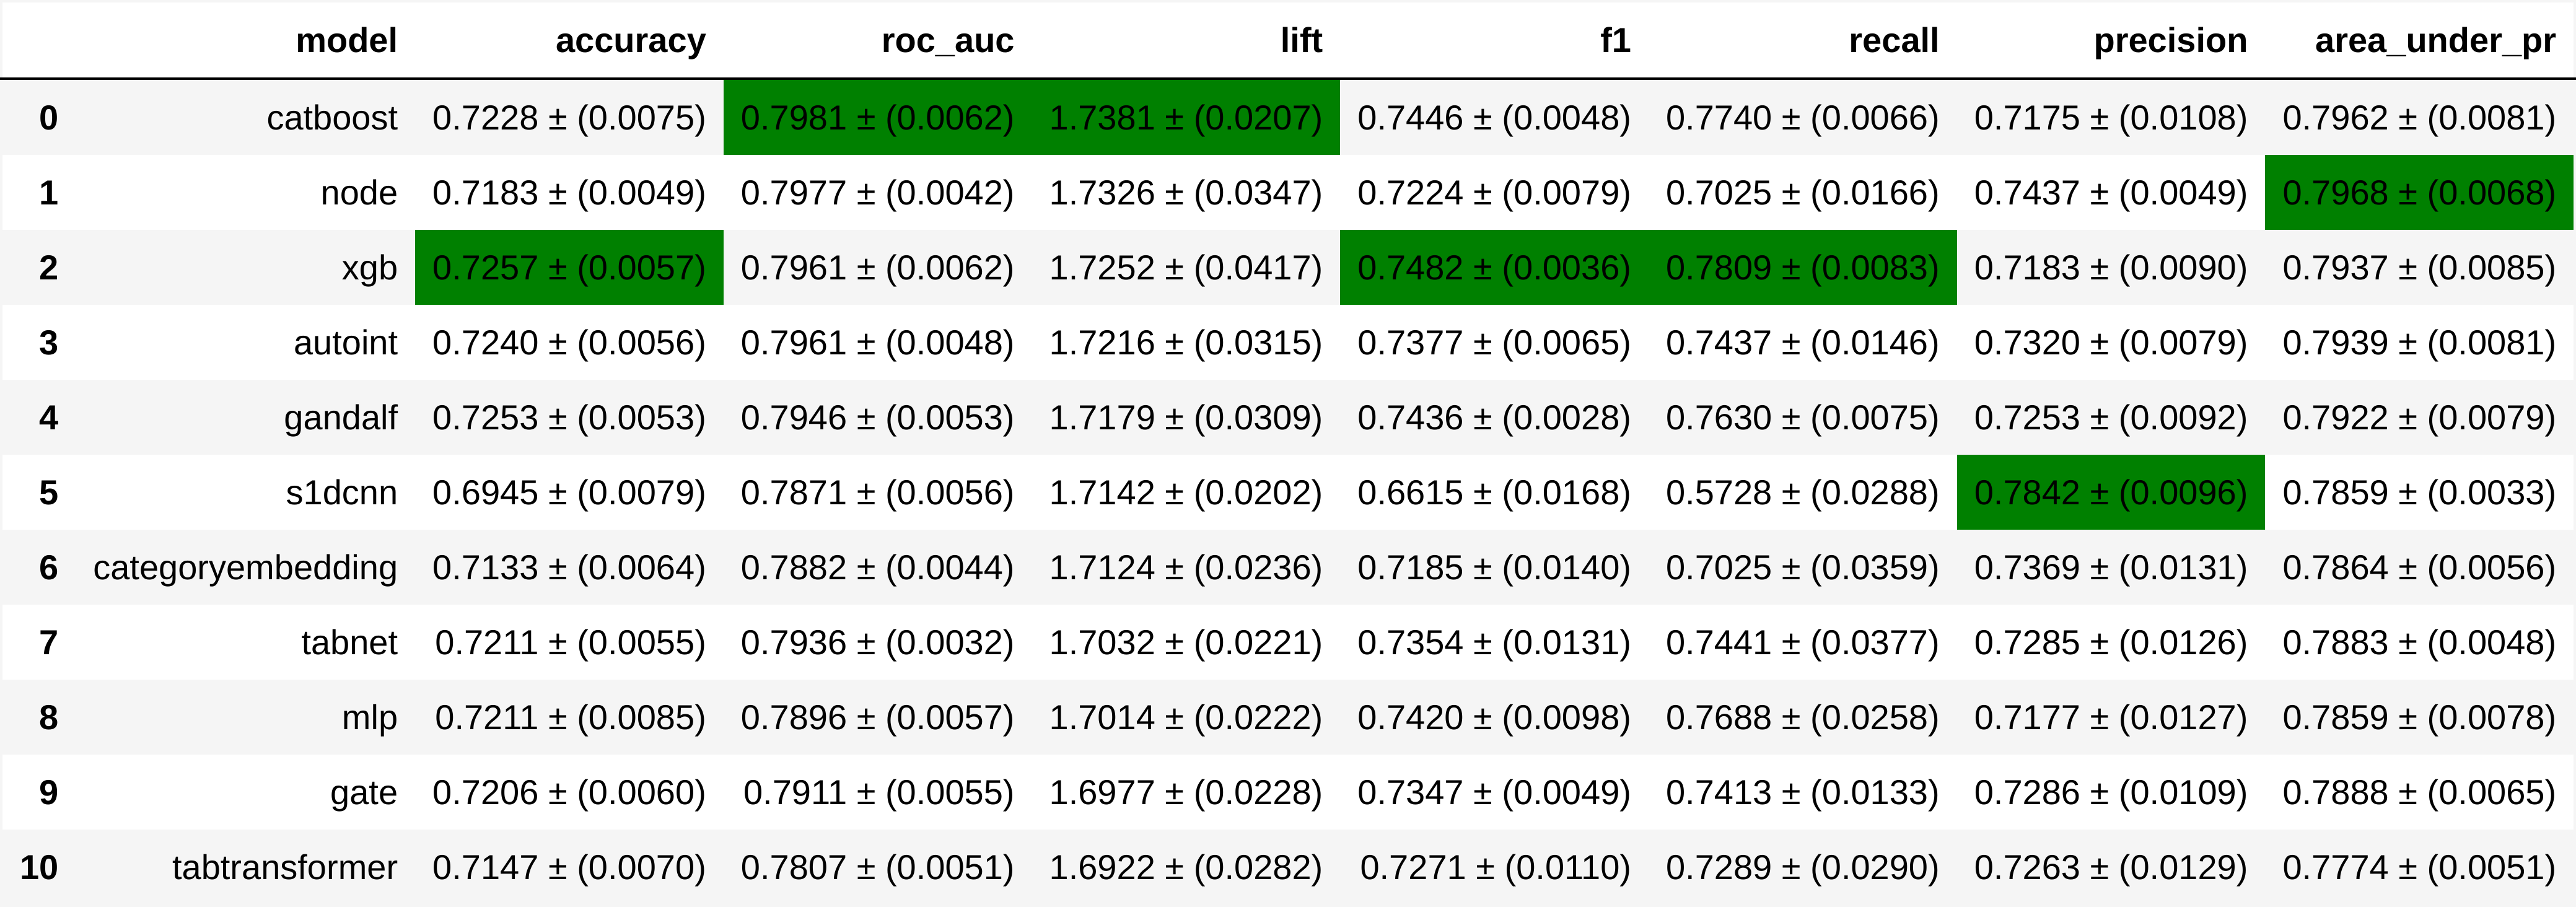 model accuracy roc_auc lift f1 recall precision area_under_pr
0 catboost 0.7228 ± (0.0075) 0.7981 ± (0.0062) 1.7381 ± (0.0207) 0.7446 ± (0.0048) 0.7740 ± (0.0066) 0.7175 ± (0.0108) 0.7962 ± (0.0081)
1 node 0.7183 ± (0.0049) 0.7977 ± (0.0042) 1.7326 ± (0.0347) 0.7224 ± (0.0079) 0.7025 ± (0.0166) 0.7437 ± (0.0049) 0.7968 ± (0.0068)
2 xgb 0.7257 ± (0.0057) 0.7961 ± (0.0062) 1.7252 ± (0.0417) 0.7482 ± (0.0036) 0.7809 ± (0.0083) 0.7183 ± (0.0090) 0.7937 ± (0.0085)
3 autoint 0.7240 ± (0.0056) 0.7961 ± (0.0048) 1.7216 ± (0.0315) 0.7377 ± (0.0065) 0.7437 ± (0.0146) 0.7320 ± (0.0079) 0.7939 ± (0.0081)
4 gandalf 0.7253 ± (0.0053) 0.7946 ± (0.0053) 1.7179 ± (0.0309) 0.7436 ± (0.0028) 0.7630 ± (0.0075) 0.7253 ± (0.0092) 0.7922 ± (0.0079)
5 s1dcnn 0.6945 ± (0.0079) 0.7871 ± (0.0056) 1.7142 ± (0.0202) 0.6615 ± (0.0168) 0.5728 ± (0.0288) 0.7842 ± (0.0096) 0.7859 ± (0.0033)
6 categoryembedding 0.7133 ± (0.0064) 0.7882 ± (0.0044) 1.7124 ± (0.0236) 0.7185 ± (0.0140) 0.7025 ± (0.0359) 0.7369 ± (0.0131) 0.7864 ± (0.0056)
7 tabnet 0.7211 ± (0.0055) 0.7936 ± (0.0032) 1.7032 ± (0.0221) 0.7354 ± (0.0131) 0.7441 ± (0.0377) 0.7285 ± (0.0126) 0.7883 ± (0.0048)
8 mlp 0.7211 ± (0.0085) 0.7896 ± (0.0057) 1.7014 ± (0.0222) 0.7420 ± (0.0098) 0.7688 ± (0.0258) 0.7177 ± (0.0127) 0.7859 ± (0.0078)
9 gate 0.7206 ± (0.0060) 0.7911 ± (0.0055) 1.6977 ± (0.0228) 0.7347 ± (0.0049) 0.7413 ± (0.0133) 0.7286 ± (0.0109) 0.7888 ± (0.0065)
10 tabtransformer 0.7147 ± (0.0070) 0.7807 ± (0.0051) 1.6922 ± (0.0282) 0.7271 ± (0.0110) 0.7289 ± (0.0290) 0.7263 ± (0.0129) 0.7774 ± (0.0051)